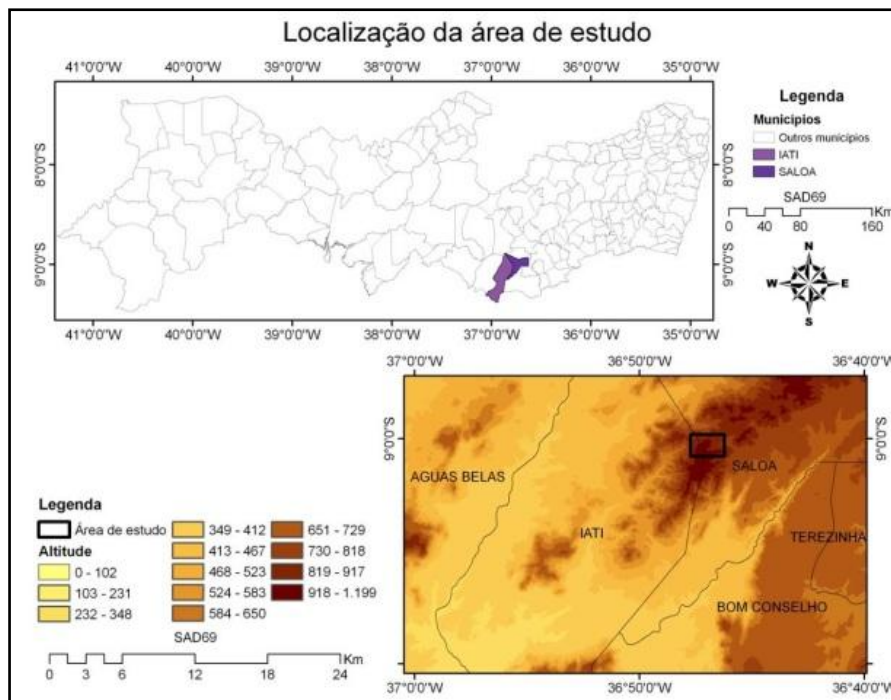 Localização da área de estudo
41°0'0"W 40°0'0"W 39°0'0"W 38°0'0"W 37°0'0"W 36°0'0"W 35°0'0"W
8°0'0"S 8°0'0"S
9°0'0"S 9°0'0"S
41°0'0"W 40°0'0"W 39°0'0"W 38°0'0"W 37°0'0"W 36°0'0"W 35°0'0"W
Legenda
Municípios
Outros municípios
IATI
SALOA
SAD69
Km
0 20 40 80 120 160
N
W E
S
37°0'0"W 36°50'0"W 36°40'0"W
9°0'0"S 9°0'0"S
AGUAS BELAS
SALOA
IATI
TEREZINHA
BOM CONSELHO
37°0'0"W 36°50'0"W 36°40'0"W
Legenda
Área de estudo
Altitude
0 - 102
103 - 231
232 - 348
349 - 412
413 - 467
468 - 523
524 - 583
584 - 650
651 - 729
730 - 818
819 - 917
918 - 1.199
SAD69
Km
0 3 6 12 18 24